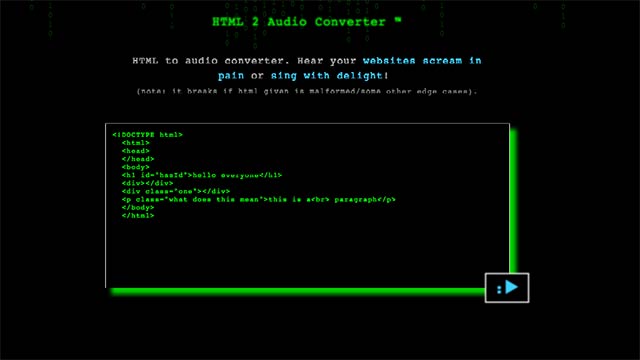 HTML 2 Audio Converter ™
HTML to audio converter. Hear your websites scream in
pain or sing with delight!
(note: it breaks if html given is malformed/some other edge cases).
<!DOCTYPE html>
<html>
<head>
</head>
<body>
<h1 id="hasId">hello everyone</h1>
<div></div>
<div class="one"></div>
<p class="what does this mean">this is a<br> paragraph</p>
</body>
</html>